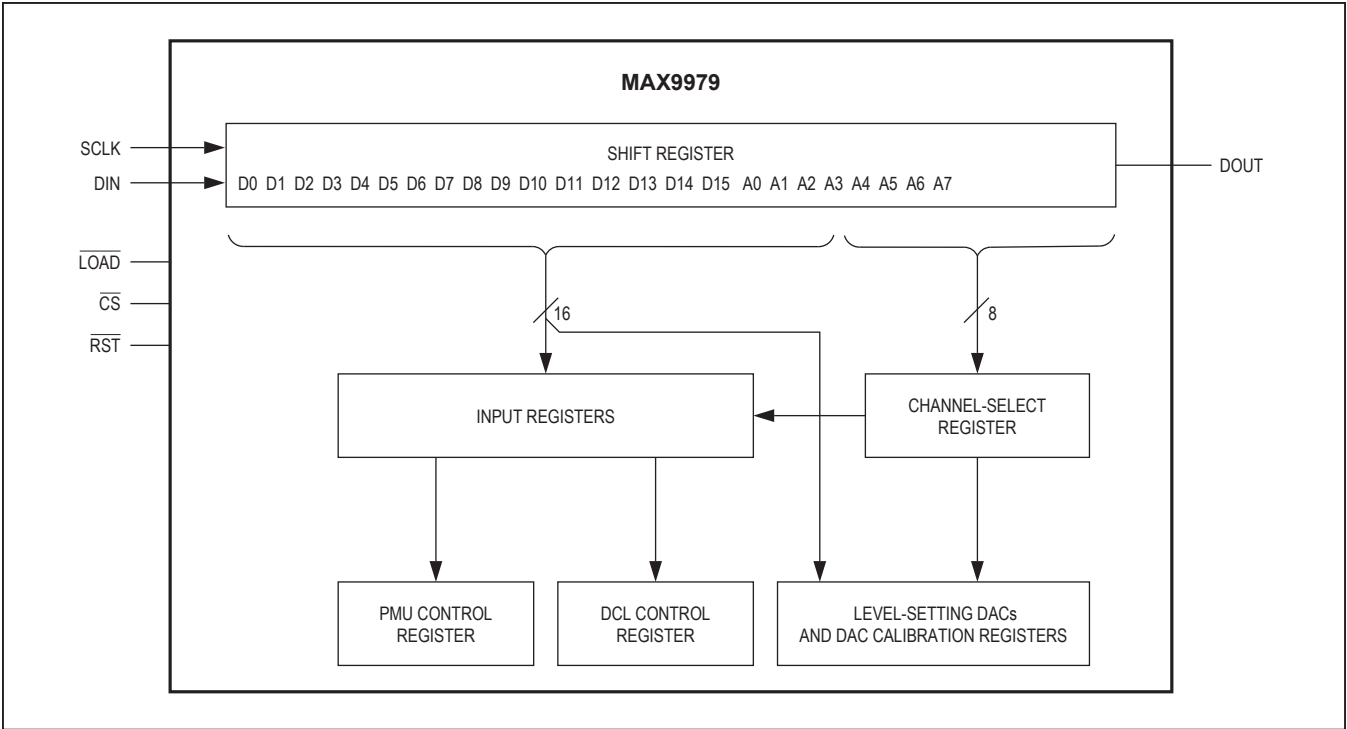 MAX9979
SCLK
SHIFT REGISTER
DOUT
DIN
D0 D1 D2 D3 D4 D5 D6 D7 D8 D9 D10 D11 D12 D13 D14 D15 A0 A1 A2 A3 A4 A5 A6 A7
LOAD
CS
16
8
RST
INPUT REGISTERS
CHANNEL-SELECT
REGISTER
PMU CONTROL
REGISTER
DCL CONTROL
REGISTER
LEVEL-SETTING DACs
AND DAC CALIBRATION REGISTERS